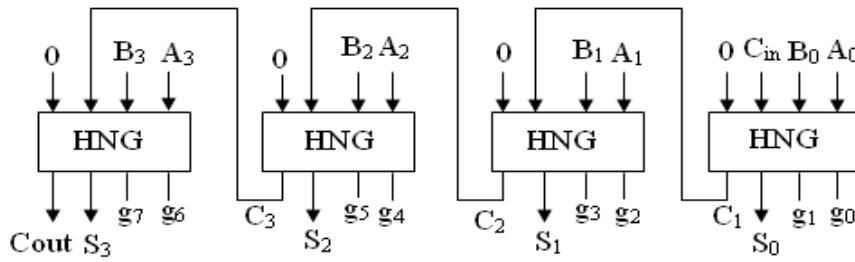 0 B₃ A₃ 0 B₂ A₂ 0 B₁ A₁ 0 Cᵢₙ B₀ A₀
HNG HNG HNG HNG
Cout S₃ g₇ g₆ C₃ S₂ g₅ g₄ C₂ S₁ g₃ g₂ C₁ S₀ g₁ g₀